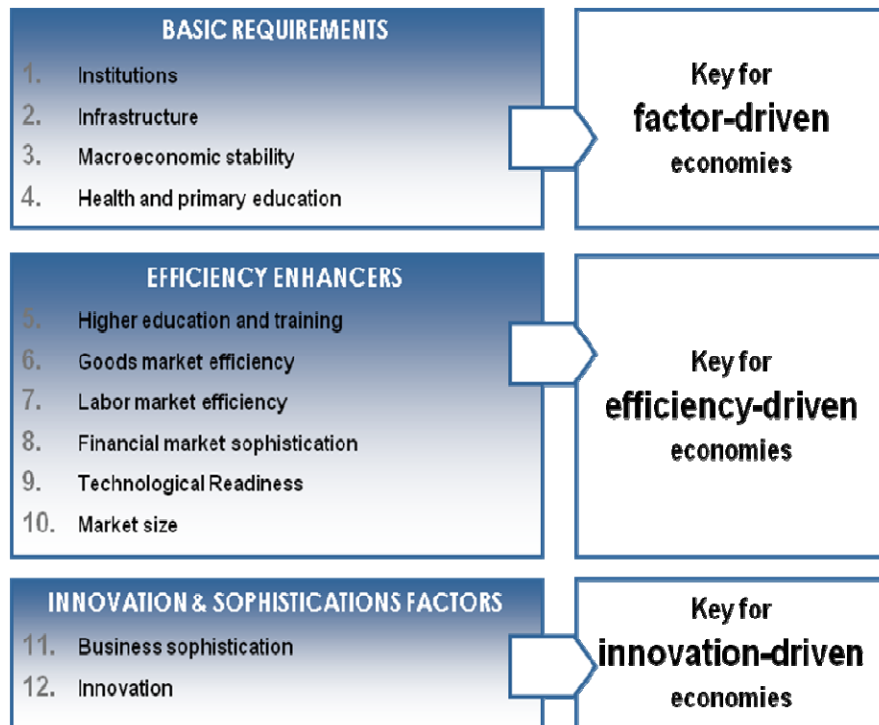 BASIC REQUIREMENTS
1. Institutions
2. Infrastructure
3. Macroeconomic stability
4. Health and primary education
Key for
factor-driven
economies
EFFICIENCY ENHANCERS
5. Higher education and training
6. Goods market efficiency
7. Labor market efficiency
8. Financial market sophistication
9. Technological Readiness
10. Market size
Key for
efficiency-driven
economies
INNOVATION & SOPHISTICATIONS FACTORS
11. Business sophistication
12. Innovation
Key for
innovation-driven
economies